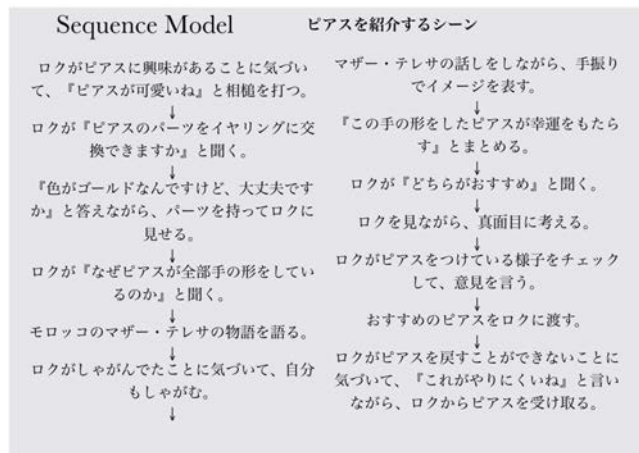 Sequence Model
ピアスを紹介するシーン
ロクがピアスに興味があることに気づい
て、『ピアスが可愛いね』と相槌を打つ。
↓
ロクが『ピアスのパーツをイヤリングに交
換できますか』と聞く。
↓
『色がゴールドなんですけど、大丈夫です
か』と答えながら、パーツを持ってロクに
見せる。
↓
ロクが『なぜピアスが全部手の形をしてい
るのか』と聞く。
↓
モロッコのマザー・テレサの物語を語る。
↓
ロクがしゃがんでたことに気づいて、自分
もしゃがむ。
↓
マザー・テレサの話しをしながら、手振り
でイメージを表す。
↓
『この手の形をしたピアスが幸運をもたら
す』とまとめる。
↓
ロクが『どちらがおすすめ』と聞く。
↓
ロクを見ながら、真面目に考える。
↓
ロクがピアスをつけている様子をチェック
して、意見を言う。
↓
おすすめのピアスをロクに渡す。
↓
ロクがピアスを戻すことができないことに
気づいて、『これがやりにくいね』と言い
ながら、ロクからピアスを受け取る。